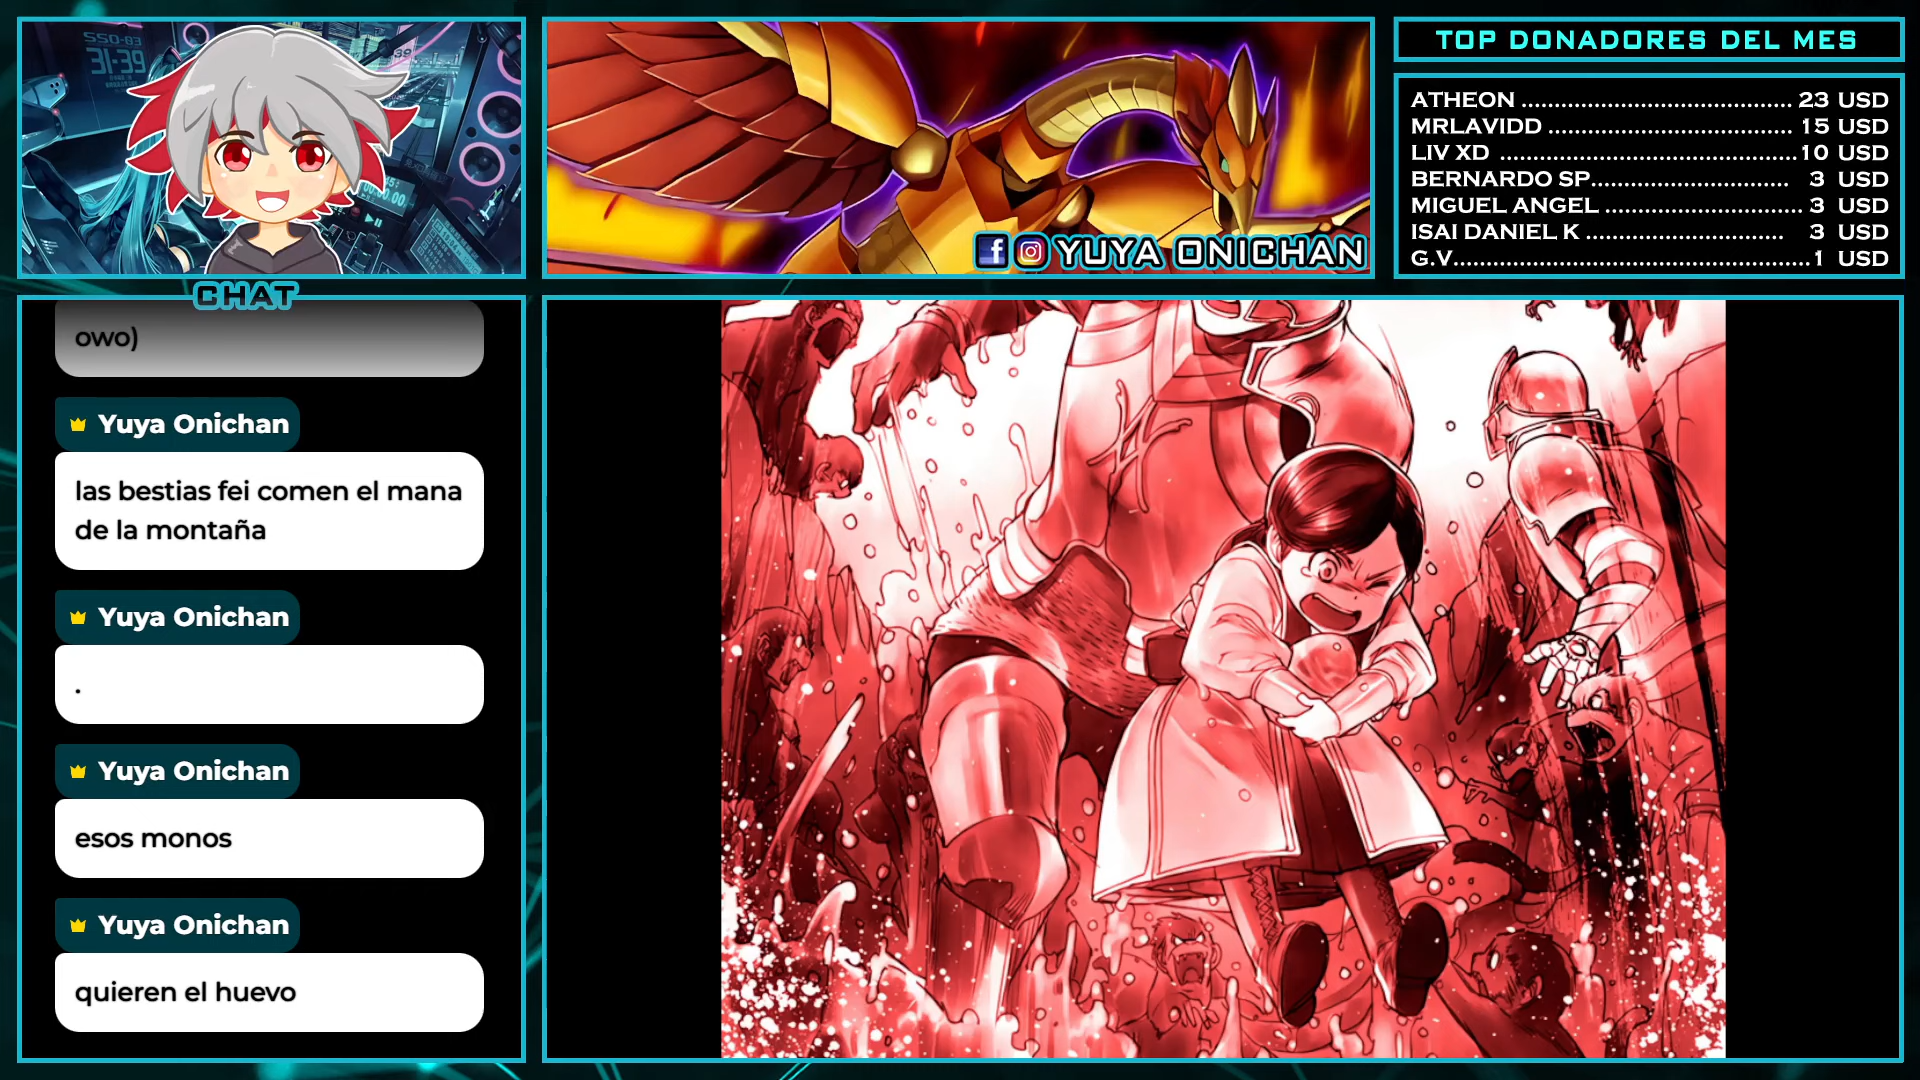 SSO-83
31:39
39
YUYA ONICHAN
TOP DONADORES DEL MES
ATHEON ........................................ 23 USD
MRLAVIDD .................................... 15 USD
LIV XD ............................................10 USD
BERNARDO SP............................. 3 USD
MIGUEL ANGEL ............................. 3 USD
ISAI DANIEL K ............................. 3 USD
G.V.....................................................1 USD
CHAT
owo)
Yuya Onichan
las bestias fei comen el mana
de la montaña
Yuya Onichan
.
Yuya Onichan
esos monos
Yuya Onichan
quieren el huevo